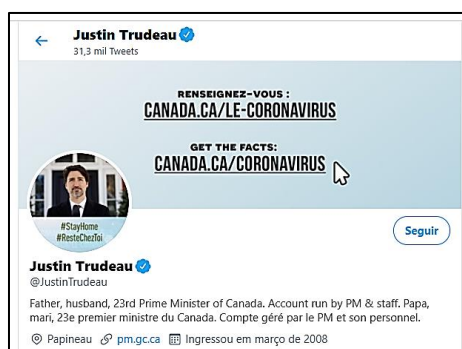 Justin Trudeau
31,3 mil Tweets
RENSEIGNEZ-VOUS :
CANADA.CA/LE-CORONAVIRUS
GET THE FACTS:
CANADA.CA/CORONAVIRUS
#StayHome
#ResteChezToi
Seguir
Justin Trudeau
@JustinTrudeau
Father, husband, 23rd Prime Minister of Canada. Account run by PM & staff. Papa,
mari, 23e premier ministre du Canada. Compte géré par le PM et son personnel.
Papineau pm.gc.ca Ingressou em março de 2008